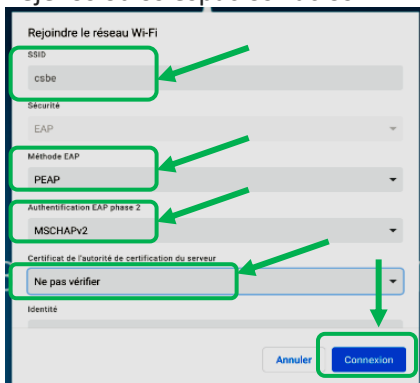 Rejoindre le réseau Wi-Fi
SSID
csbe
Sécurité
EAP
Méthode EAP
PEAP
Authentification EAP phase 2
MSCHAPv2
Certificat de l'autorité de certification du serveur
Ne pas vérifier
Identité
Annuler Connexion